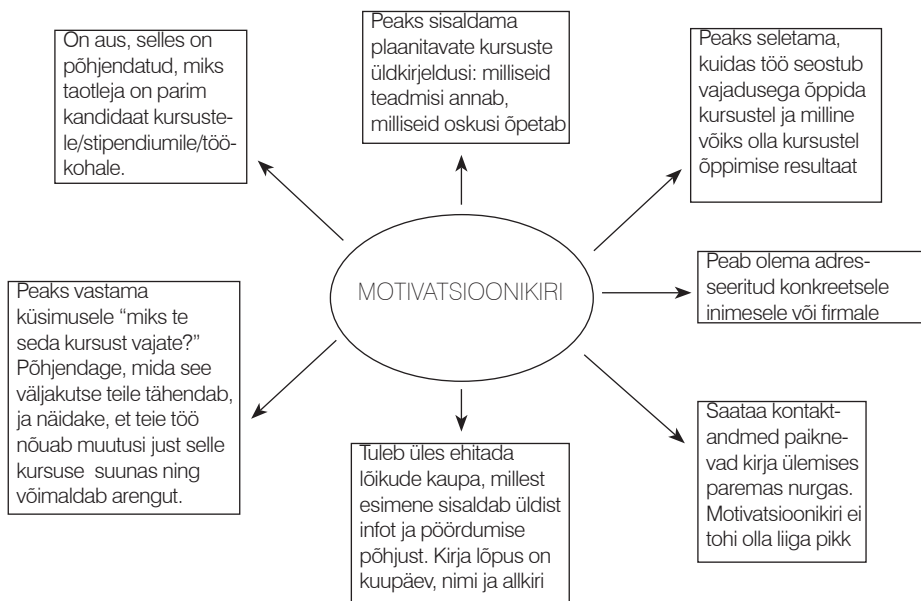 On aus, selles on
põhjendatud, miks
taotleja on parim
kandidaat kursuste-
le/stipendiumile/töö-
kohale.
Peaks sisaldama
plaanitavate kursuste
üldkirjeldusi: milliseid
teadmisi annab,
milliseid oskusi õpetab
Peaks seletama,
kuidas töö seostub
vajadusega õppida
kursustel ja milline
võiks olla kursustel
õppimise resultaat
MOTIVATSIOONIKIRI
Peab olema adres-
seeritud konkreetsele
inimesele või firmale
Peaks vastama
küsimusele “miks te
seda kursust vajate?”
Põhjendage, mida see
väljakutse teile tähendab,
ja näidake, et teie töö
nõuab muutusi just selle
kursuse suunas ning
võimaldab arengut.
Tuleb üles ehitada
lõikude kaupa, millest
esimene sisaldab üldist
infot ja pöördumise
põhjust. Kirja lõpus on
kuupäev, nimi ja allkiri
Saataa kontakt-
andmed paikne-
vad kirja ülemises
paremas nurgas.
Motivatsioonikiri ei
tohi olla liiga pikk